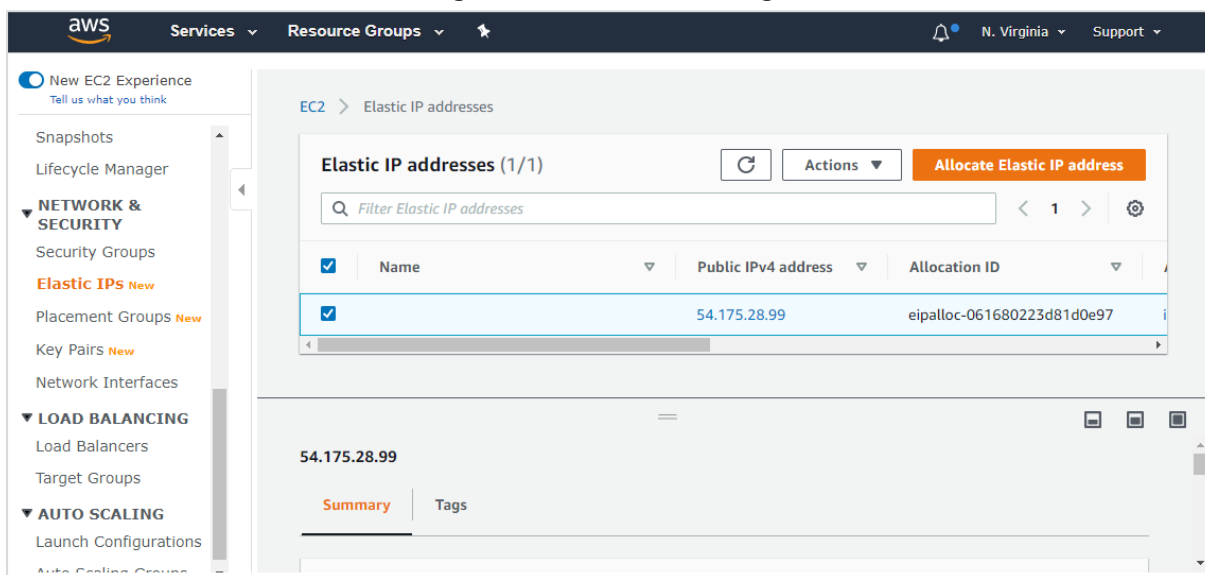 aws Services Resource Groups N. Virginia Support
New EC2 Experience
Tell us what you think
Snapshots
Lifecycle Manager
NETWORK &
SECURITY
Security Groups
Elastic IPs New
Placement Groups New
Key Pairs New
Network Interfaces
LOAD BALANCING
Load Balancers
Target Groups
AUTO SCALING
Launch Configurations
Auto Scaling Groups
EC2 > Elastic IP addresses
Elastic IP addresses (1/1) Actions Allocate Elastic IP address
Filter Elastic IP addresses 1
Name Public IPv4 address Allocation ID
54.175.28.99 eipalloc-061680223d81d0e97
54.175.28.99
Summary Tags